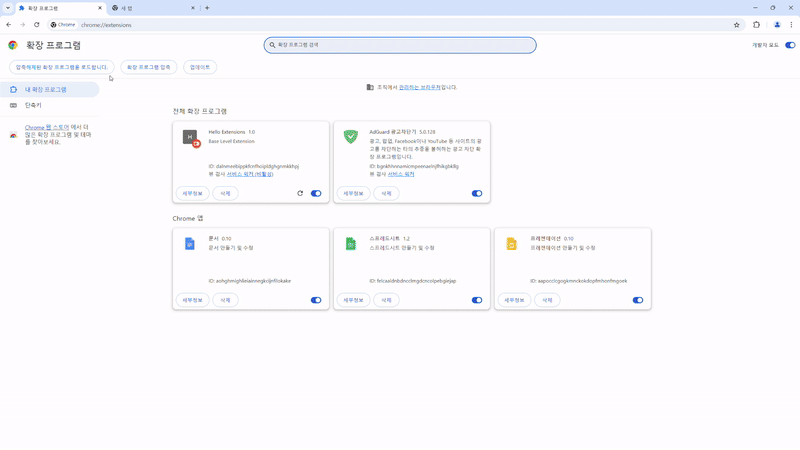 확장 프로그램
새 탭
Chrome
chrome://extensions
확장 프로그램
확장 프로그램 검색
개발자 모드
압축해제된 확장 프로그램을 로드합니다.
확장 프로그램 압축
업데이트
내 확장 프로그램
단축키
Chrome 웹 스토어에서 더
많은 확장 프로그램 및 테마
를 찾아보세요.
조직에서 관리하는 브라우저입니다.
전체 확장 프로그램
Hello Extensions 1.0
Base Level Extension
뷰 검사 서비스 워커 (비활성)
세부정보
삭제
AdGuard 광고차단기 5.0.128
광고, 팝업, Facebook이나 YouTube 등 사이트의 광
고를 차단하는 타의 추종을 불허하는 광고 차단 확
장 프로그램입니다.
뷰 검사 서비스 워커
세부정보
삭제
Chrome 앱
문서 0.10
문서 만들기 및 수정
세부정보
삭제
스프레드시트 1.2
스프레드시트 만들기 및 수정
세부정보
삭제
프레젠테이션 0.10
프레젠테이션 만들기 및 수정
세부정보
삭제